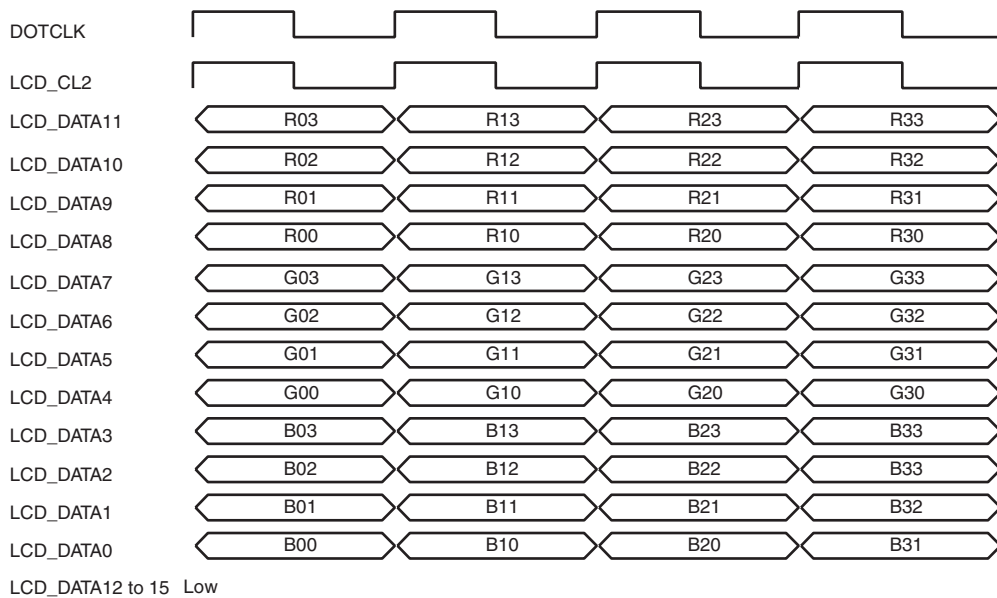 DOTCLK
LCD_CL2
LCD_DATA11 R03 R13 R23 R33
LCD_DATA10 R02 R12 R22 R32
LCD_DATA9 R01 R11 R21 R31
LCD_DATA8 R00 R10 R20 R30
LCD_DATA7 G03 G13 G23 G33
LCD_DATA6 G02 G12 G22 G32
LCD_DATA5 G01 G11 G21 G31
LCD_DATA4 G00 G10 G20 G30
LCD_DATA3 B03 B13 B23 B33
LCD_DATA2 B02 B12 B22 B33
LCD_DATA1 B01 B11 B21 B32
LCD_DATA0 B00 B10 B20 B31
LCD_DATA12 to 15 Low